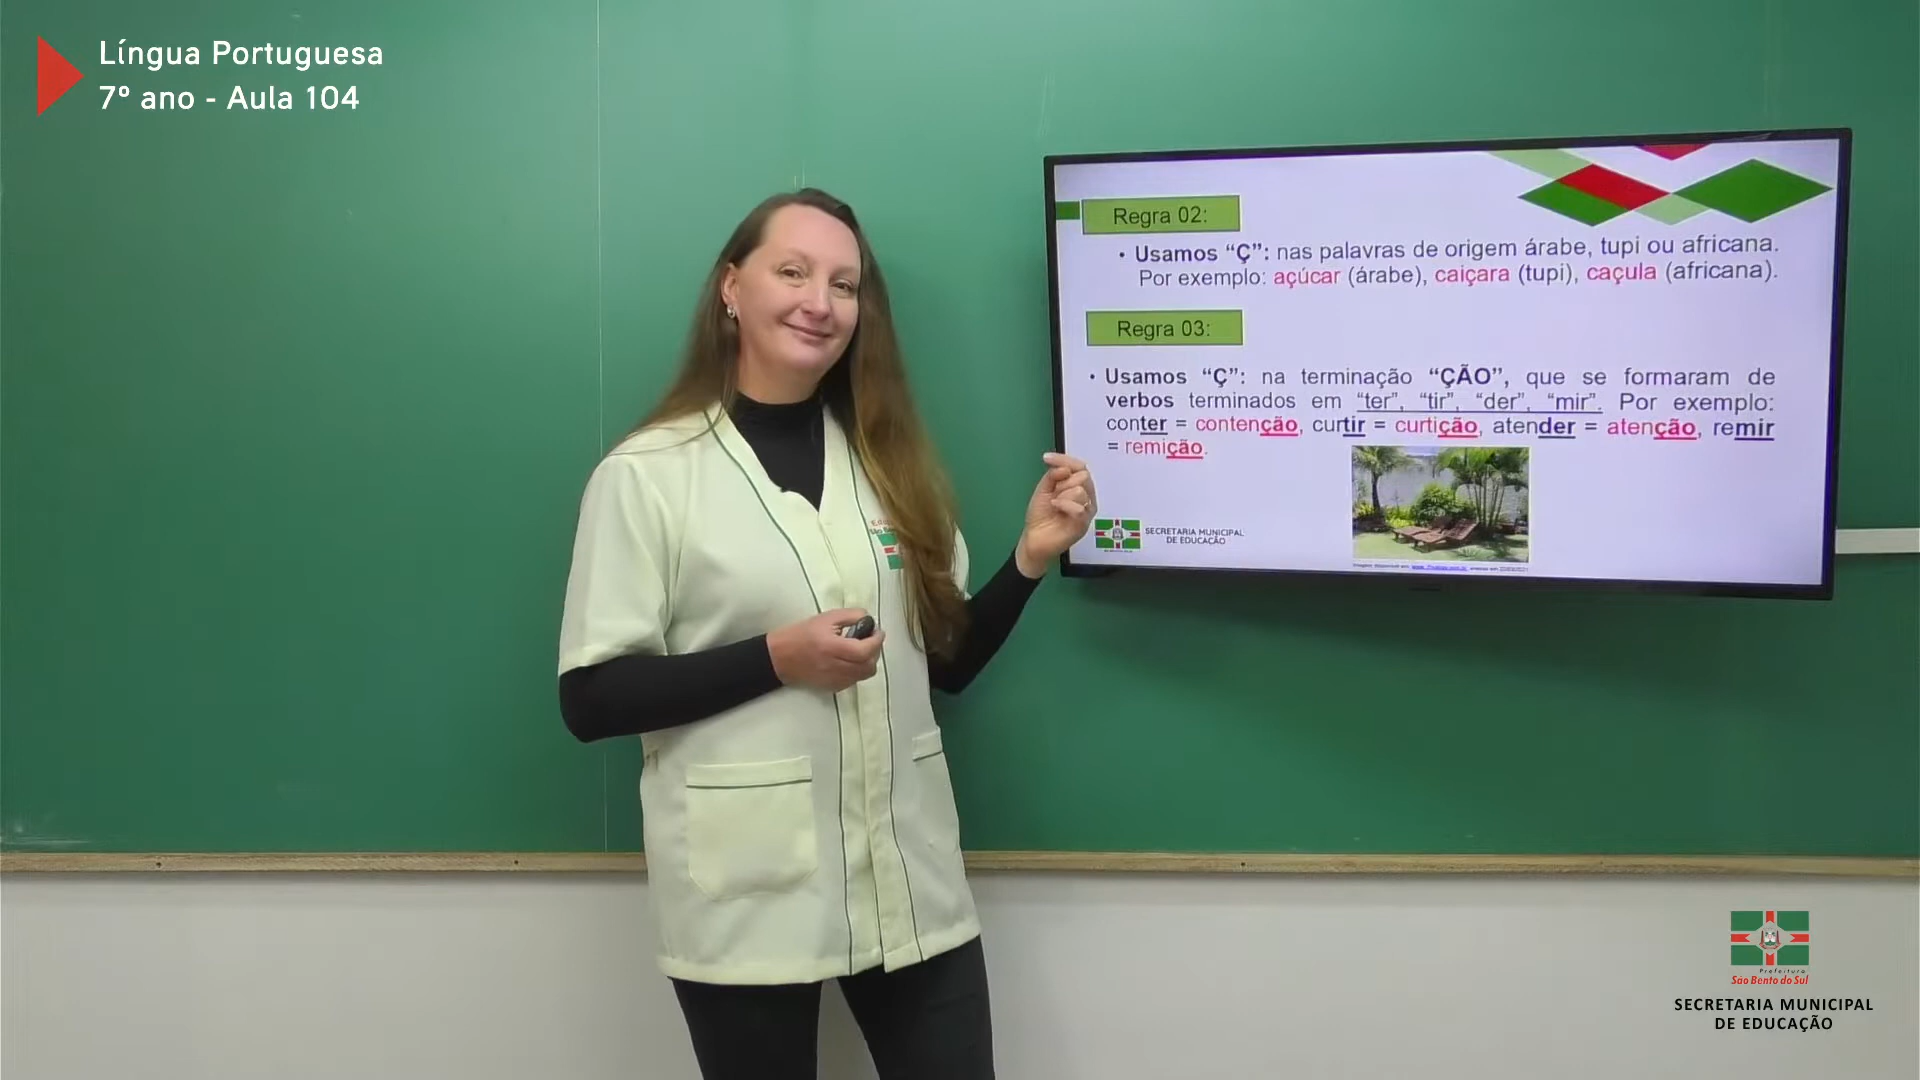 Língua Portuguesa
7º ano - Aula 104
Regra 02:
• Usamos “Ç”: nas palavras de origem árabe, tupi ou africana.
Por exemplo: açúcar (árabe), caiçara (tupi), caçula (africana).
Regra 03:
• Usamos “Ç”: na terminação “ÇÃO”, que se formaram de
verbos terminados em “ter”, “tir”, “der”, “mir”. Por exemplo:
conter = contenção, curtir = curtição, atender = atenção, remir
= remição.
SECRETARIA MUNICIPAL
DE EDUCAÇÃO
Prefeitura
São Bento do Sul
SECRETARIA MUNICIPAL
DE EDUCAÇÃO